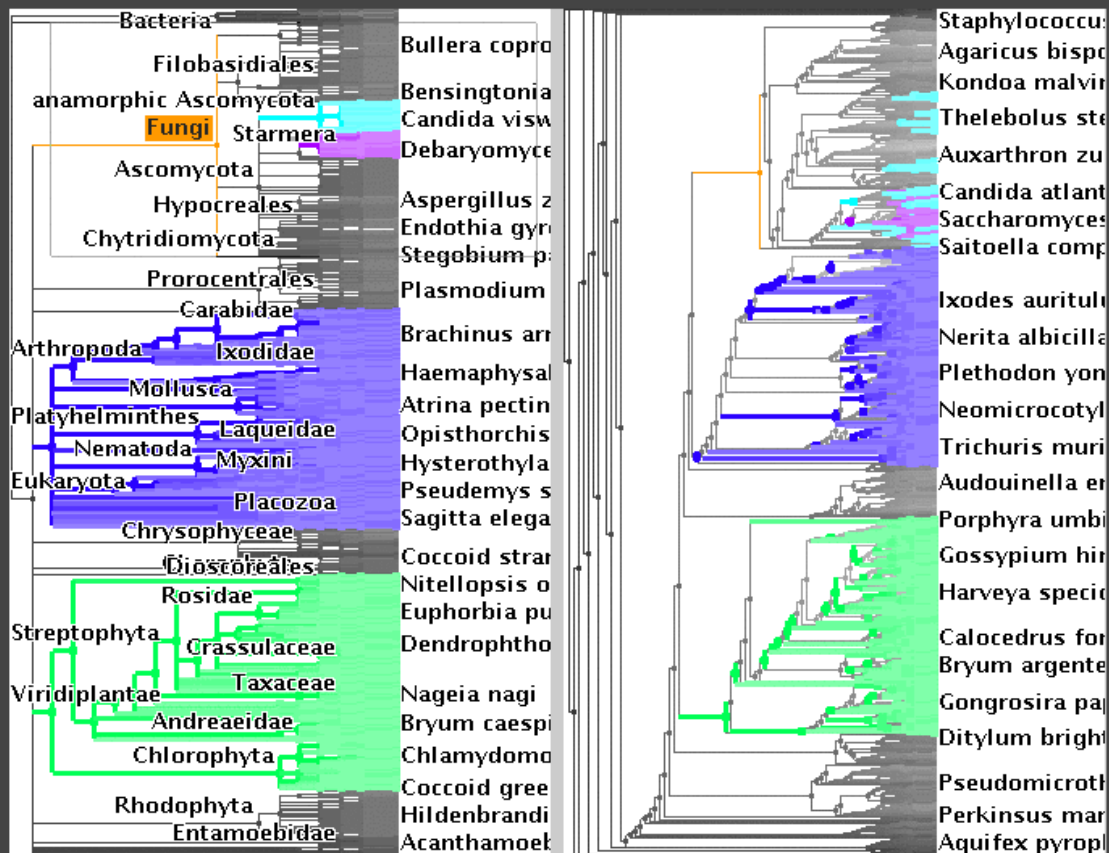 Bacteria
Bullera copro
Filobasidiales
Bensingtonia
anamorphic Ascomycota
Candida visw
Fungi
Starmera
Debaryomyce
Ascomycota
Aspergillus z
Hypocreales
Endothia gyr
Chytridiomycota
Stegobium p
Prorocentrales
Plasmodium
Carabidae
Brachinus arr
Arthropoda
Ixodidae
Haemaphysal
Mollusca
Atrina pectin
Platyhelminthes
Laqueidae
Opisthorchis
Nematoda
Myxini
Hysterothyla
Eukaryota
Pseudemys s
Placozoa
Sagitta elega
Chrysophyceae
Coccoid stran
Dioscoreales
Nitellopsis o
Rosidae
Euphorbia pu
Streptophyta
Crassulaceae
Dendrophtho
Taxaceae
Viridiplantae
Nageia nagi
Andreaeidae
Bryum caespi
Chlorophyta
Chlamydomo
Coccoid gree
Rhodophyta
Hildenbrandi
Entamoebidae
Acanthamoeb
Staphylococcu
Agaricus bispo
Kondoa malvin
Thelebolus ste
Auxarthron zu
Candida atlant
Saccharomyces
Saitoella comp
Ixodes auritulu
Nerita albicilla
Plethodon yon
Neomicrocotyl
Trichuris muri
Audouinella er
Porphyra umbi
Gossypium hir
Harveya specio
Calocedrus for
Bryum argente
Gongrosira pap
Ditylum bright
Pseudomicroth
Perkinsus mar
Aquifex pyroph